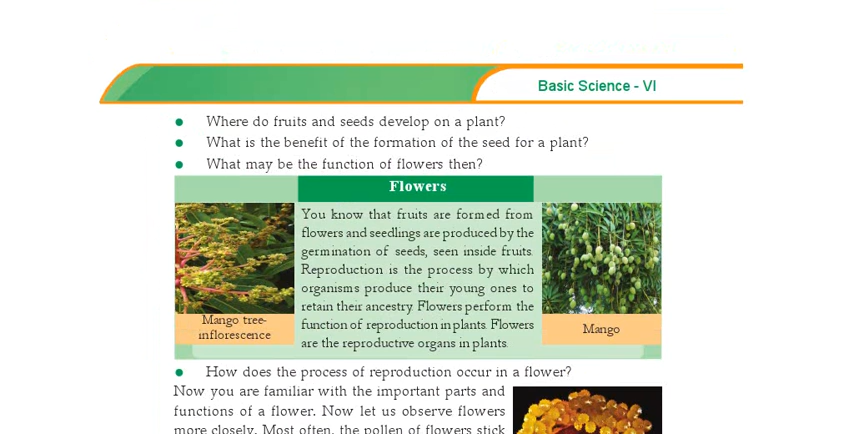 Basic Science - VI
● Where do fruits and seeds develop on a plant?
● What is the benefit of the formation of the seed for a plant?
● What may be the function of flowers then?
Flowers
You know that fruits are formed from
flowers and seedlings are produced by the
germination of seeds, seen inside fruits.
Reproduction is the process by which
organisms produce their young ones to
retain their ancestry. Flowers perform the
function of reproduction in plants. Flowers
are the reproductive organs in plants.
Mango tree-
inflorescence
Mango
● How does the process of reproduction occur in a flower?
Now you are familiar with the important parts and
functions of a flower. Now let us observe flowers
more closely. Most often, the pollen of flowers stick